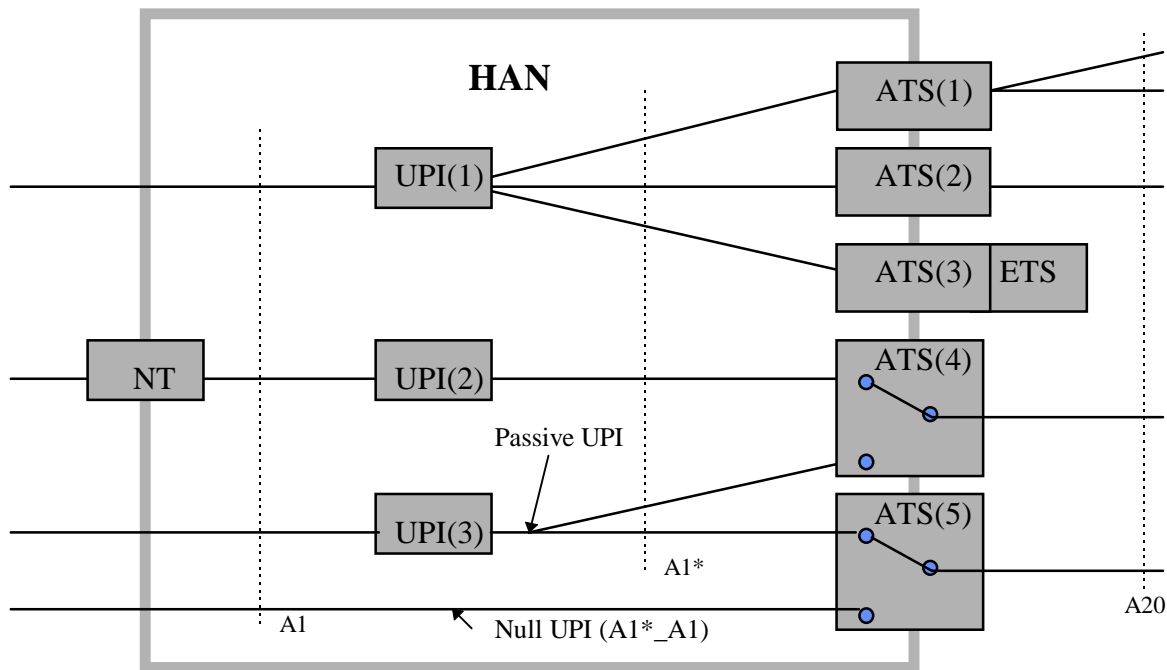 HAN
ATS(1)
UPI(1)
ATS(2)
ATS(3)
ETS
NT
UPI(2)
ATS(4)
Passive UPI
UPI(3)
ATS(5)
A1*
A20
A1
Null UPI (A1*_A1)